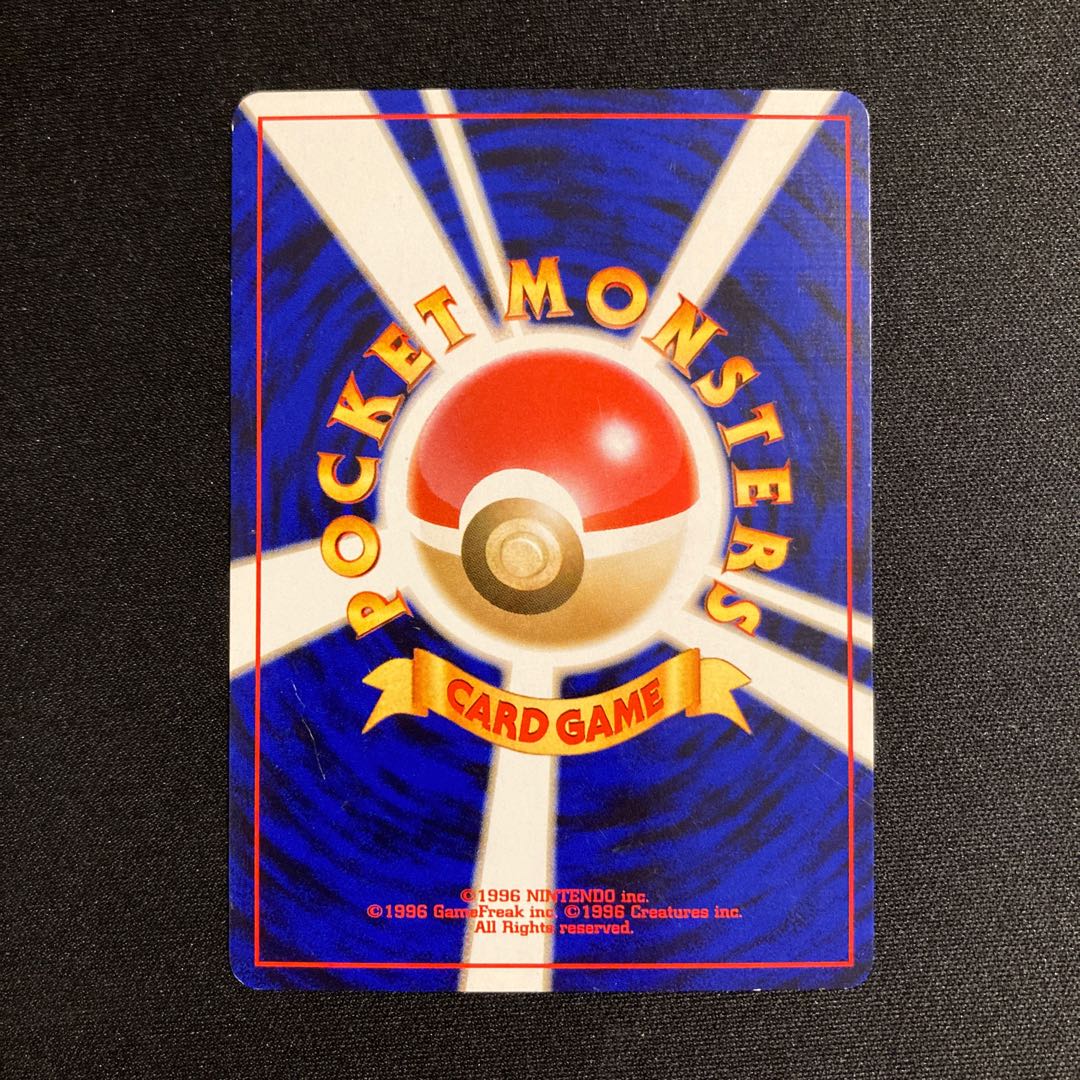 POCKET MONSTERS
CARD GAME
©1996 NINTENDO inc.
©1996 GameFreak inc. ©1996 Creatures inc.
All Rights reserved.